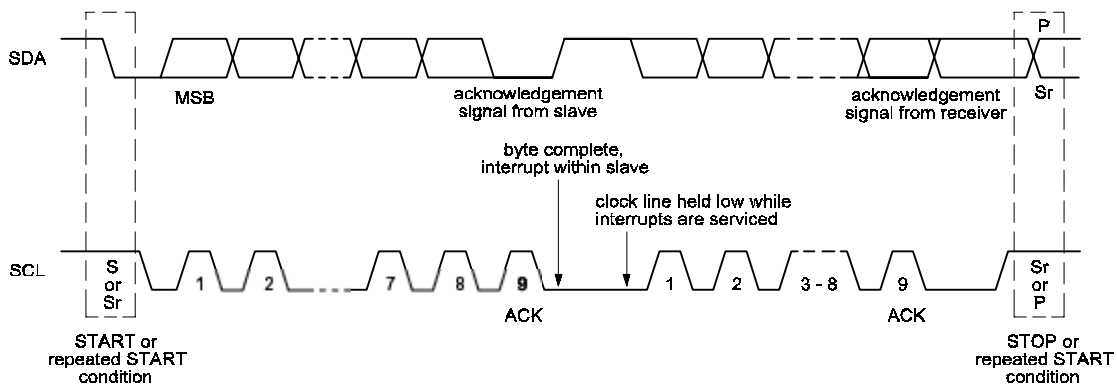 P
SDA
MSB
acknowledgement
signal from slave
acknowledgement
signal from receiver
Sr
byte complete,
interrupt within slave
clock line held low while
interrupts are serviced
SCL
S
or
Sr
1
2
7
8
9
1
2
3 - 8
9
Sr
or
P
ACK
ACK
START or
repeated START
condition
STOP or
repeated START
condition